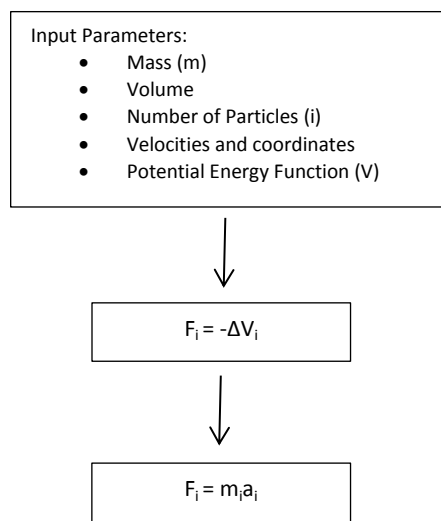 Input Parameters:
• Mass (m)
• Volume
• Number of Particles (i)
• Velocities and coordinates
• Potential Energy Function (V)
Fᵢ = -ΔVᵢ
Fᵢ = mᵢaᵢ